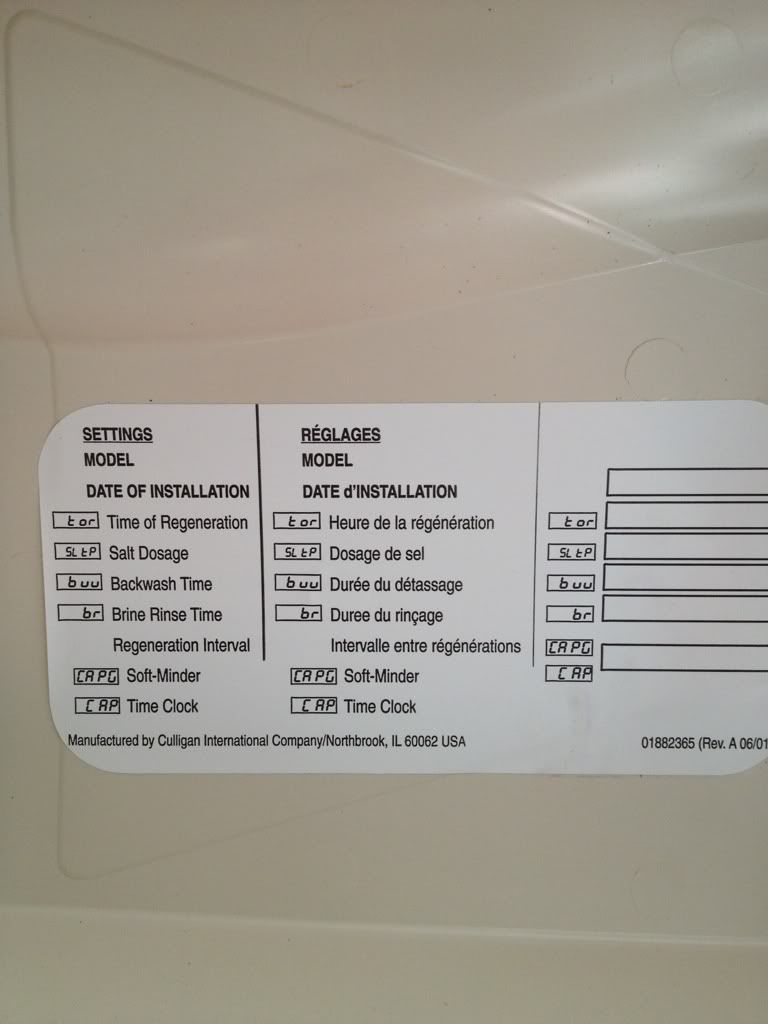 SETTINGS
MODEL
DATE OF INSTALLATION
tor Time of Regeneration
SLtP Salt Dosage
buu Backwash Time
br Brine Rinse Time
Regeneration Interval
CAPG Soft-Minder
CAP Time Clock
RÉGLAGES
MODEL
DATE d'INSTALLATION
tor Heure de la régénération
SLtP Dosage de sel
buu Durée du détassage
br Duree du rinçage
Intervalle entre régénérations
CAPG Soft-Minder
CAP Time Clock
tor
SLtP
buu
br
CAPG
CAP
Manufactured by Culligan International Company/Northbrook, IL 60062 USA
01882365 (Rev. A 06/01